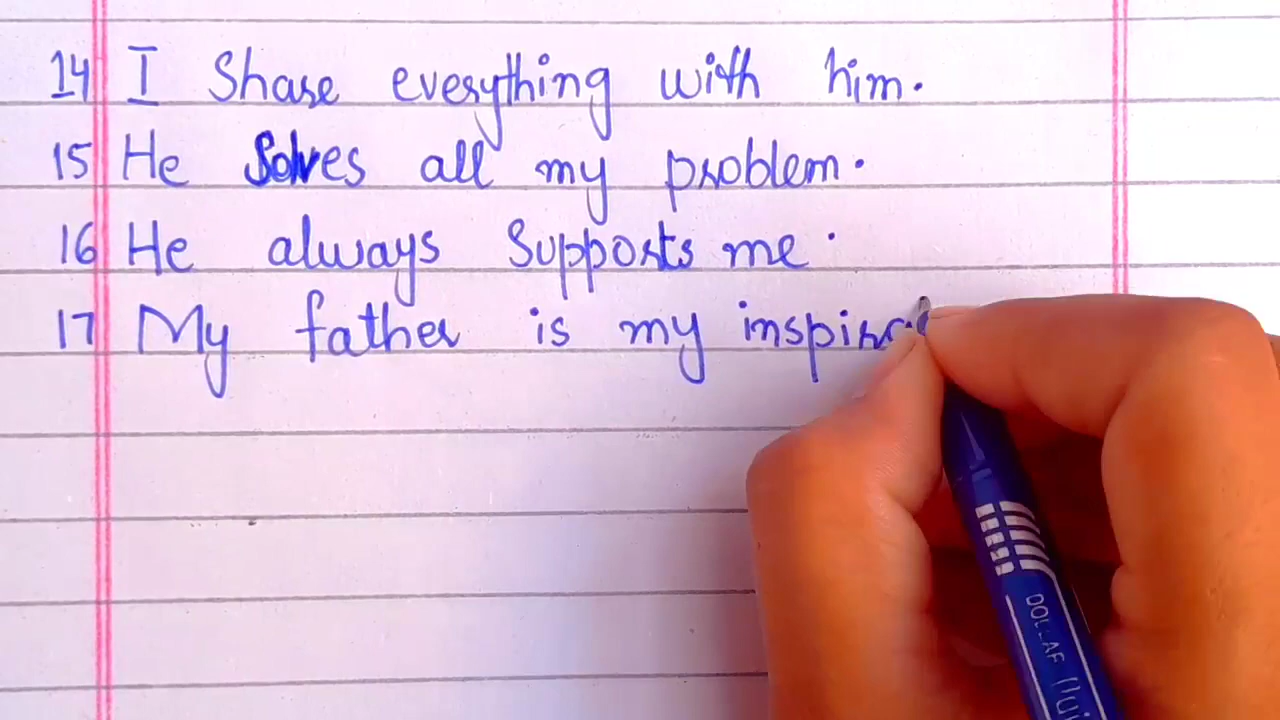 14 I Share everything with him.
15 He Solves all my problem.
16 He always Supports me.
17 My father is my
DOLLAR